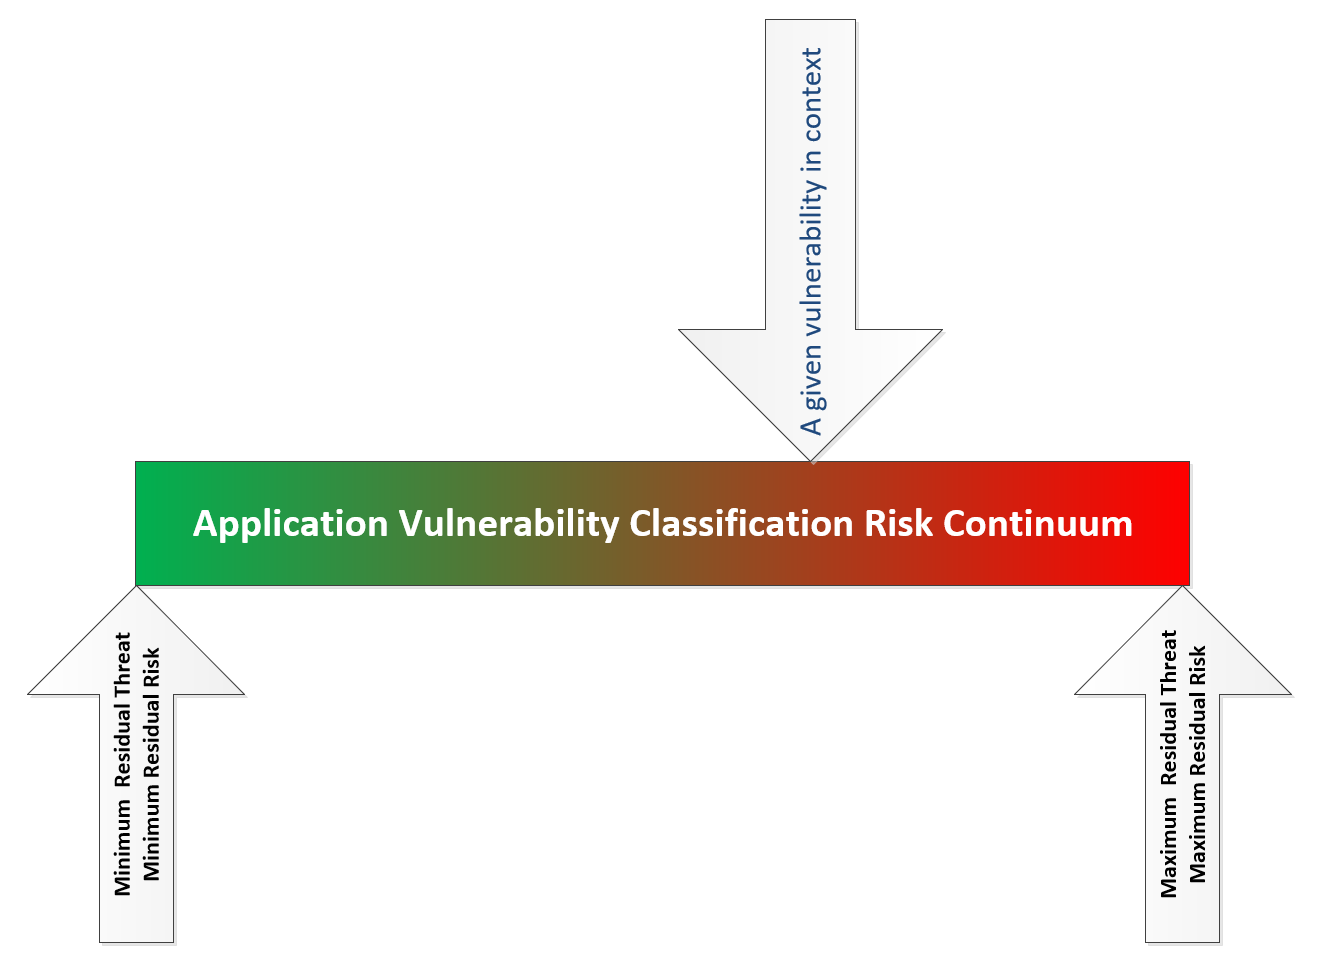 A given vulnerability in context
Application Vulnerability Classification Risk Continuum
Minimum  Residual Threat
Minimum Residual Risk
Maximum  Residual Threat
Maximum Residual Risk